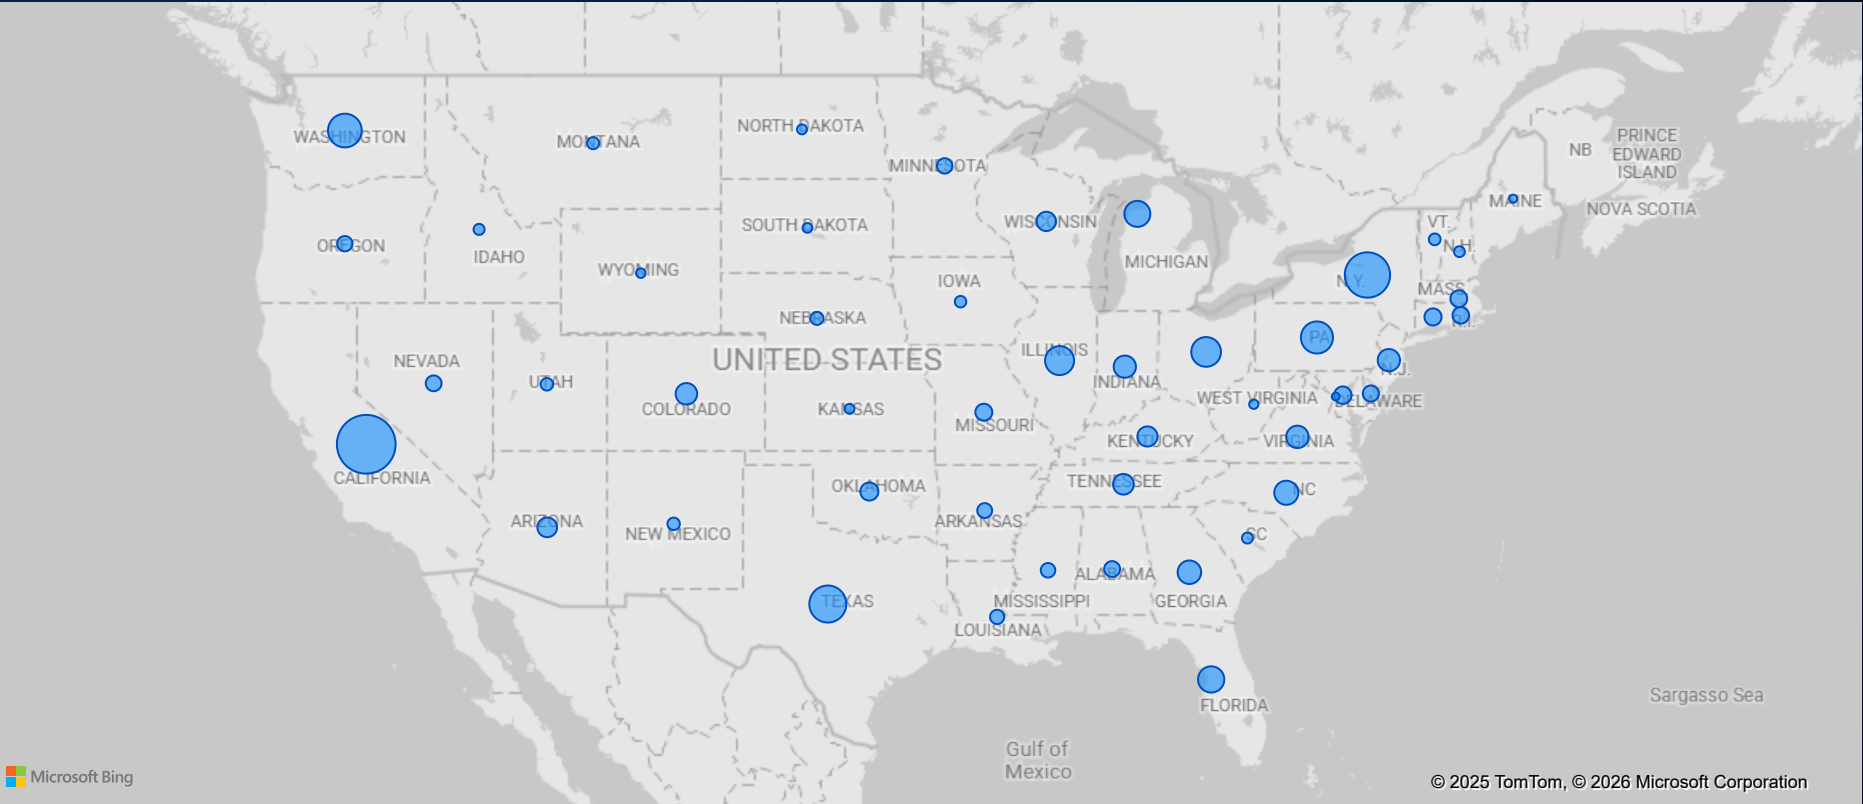 WASHINGTON
MONTANA
NORTH DAKOTA
MINNESOTA
SOUTH DAKOTA
WISCONSIN
MICHIGAN
OREGON
IDAHO
WYOMING
IOWA
NEBRASKA
UNITED STATES
NEVADA
UTAH
COLORADO
KANSAS
MISSOURI
ILLINOIS
INDIANA
WEST VIRGINIA
KENTUCKY
VIRGINIA
DELAWARE
PA
N.J.
N.Y.
MASS.
R.I.
VT.
N.H.
MAINE
NB
PRINCE
EDWARD
ISLAND
NOVA SCOTIA
CALIFORNIA
ARIZONA
NEW MEXICO
OKLAHOMA
ARKANSAS
TENNESSEE
NC
SC
TEXAS
MISSISSIPPI
ALABAMA
GEORGIA
LOUISIANA
FLORIDA
Gulf of
Mexico
Sargasso Sea
Microsoft Bing
© 2025 TomTom, © 2026 Microsoft Corporation